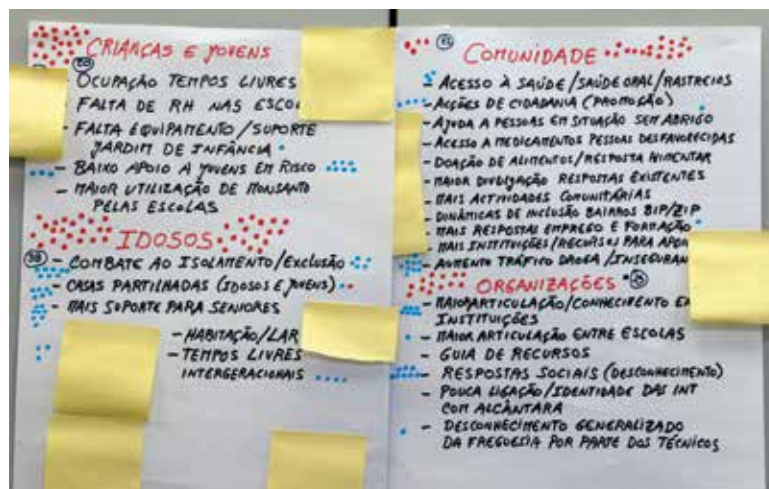 CRIANÇAS E JOVENS
OCUPAÇÃO TEMPOS LIVRES
- FALTA DE RH NAS
- FALTA EQUIPAMENTO/SUPORTE
JARDIM DE INFÂNCIA
- BAIXO APOIO A JOVENS EM RISCO
- MAIOR UTILIZAÇÃO DE MONSANTO
PELAS ESCOLAS
IDOSOS
38
- COMBATE AO ISOLAMENTO/EXCLUSÃO
- CASAS PARTILHADAS (IDOSOS E JOVENS)
- MAIS SUPORTE PARA SENIORES
- HABITAÇÃO/LAR
- TEMPOS LIVRES
INTERGERACIONAIS
COMUNIDADE
- ACESSO À SAÚDE/SAÚDE ORAL/RASTREIOS
- ACÇÕES DE CIDADANIA (PROMOÇÃO)
- AJUDA A PESSOAS EM SITUAÇÃO SEM ABRIGO
- ACESSO A MEDICAMENTOS PESSOAS DESFAVORECIDAS
- DOAÇÃO DE ALIMENTOS/RESPOSTA ALIMENTAR
- MAIOR DIVULGAÇÃO RESPOSTAS EXISTENTES
- MAIS ACTIVIDADES COMUNITÁRIAS
- DINÂMICAS DE INCLUSÃO BAIRROS BIP/ZIP
- MAIS RESPOSTAS EMPREGO E FORMAÇÃO
- MAIS INSTITUIÇÕES/RECURSOS PARA
- AUMENTO TRÁFICO DROGA/
ORGANIZAÇÕES
- MAIOR ARTICULAÇÃO/CONHECIMENTO
INSTITUIÇÕES
- MAIOR ARTICULAÇÃO ENTRE ESCOLAS
- GUIA DE RECURSOS
- RESPOSTAS SOCIAIS (DESCONHECIMENTO)
- POUCA LIGAÇÃO/IDENTIDADE DAS INT
COM ALCÂNTARA
- DESCONHECIMENTO GENERALIZADO
DA FREGUESIA POR PARTE DOS TÉCNICOS